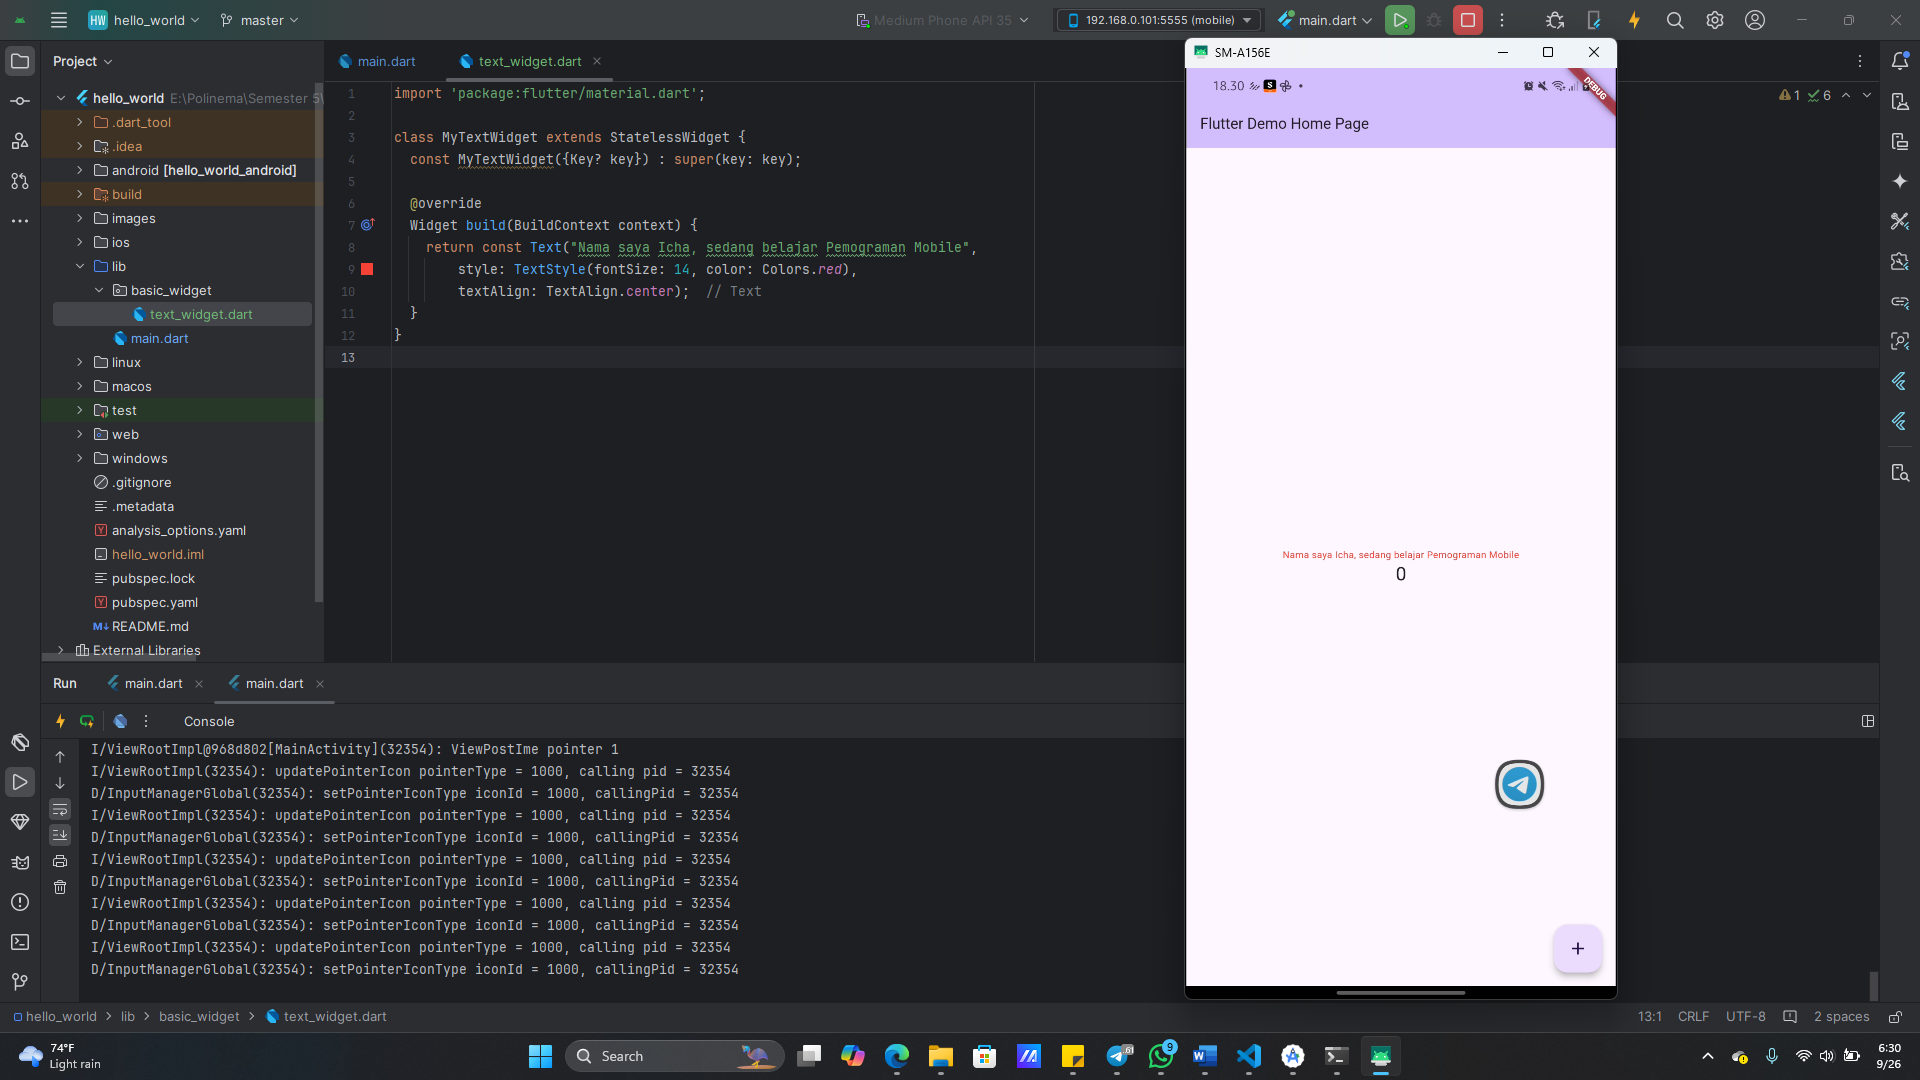 HW hello_world
master
Medium Phone API 35
192.168.0.101:5555 (mobile)
main.dart
Project
hello_world E:\Polinema\Semester 5\
.dart_tool
.idea
android [hello_world_android]
build
images
ios
lib
basic_widget
text_widget.dart
main.dart
linux
macos
test
web
windows
.gitignore
.metadata
analysis_options.yaml
hello_world.iml
pubspec.lock
pubspec.yaml
M↓ README.md
External Libraries
main.dart
text_widget.dart
1 import 'package:flutter/material.dart';
2
3 class MyTextWidget extends StatelessWidget {
4 const MyTextWidget({Key? key}) : super(key: key);
5
6 @override
7 Widget build(BuildContext context) {
8 return const Text("Nama saya Icha, sedang belajar Pemograman Mobile",
9 style: TextStyle(fontSize: 14, color: Colors.red),
10 textAlign: TextAlign.center); // Text
11 }
12 }
13
1 6
SM-A156E
18.30
DEBUG
Flutter Demo Home Page
Nama saya Icha, sedang belajar Pemograman Mobile
0
+
Run
main.dart
main.dart
Console
I/ViewRootImpl@968d802[MainActivity](32354): ViewPostIme pointer 1
I/ViewRootImpl(32354): updatePointerIcon pointerType = 1000, calling pid = 32354
D/InputManagerGlobal(32354): setPointerIconType iconId = 1000, callingPid = 32354
I/ViewRootImpl(32354): updatePointerIcon pointerType = 1000, calling pid = 32354
D/InputManagerGlobal(32354): setPointerIconType iconId = 1000, callingPid = 32354
I/ViewRootImpl(32354): updatePointerIcon pointerType = 1000, calling pid = 32354
D/InputManagerGlobal(32354): setPointerIconType iconId = 1000, callingPid = 32354
I/ViewRootImpl(32354): updatePointerIcon pointerType = 1000, calling pid = 32354
D/InputManagerGlobal(32354): setPointerIconType iconId = 1000, callingPid = 32354
I/ViewRootImpl(32354): updatePointerIcon pointerType = 1000, calling pid = 32354
D/InputManagerGlobal(32354): setPointerIconType iconId = 1000, callingPid = 32354
hello_world > lib > basic_widget > text_widget.dart
13:1 CRLF UTF-8 2 spaces
74°F
Light rain
Search
9
6:30
9/26